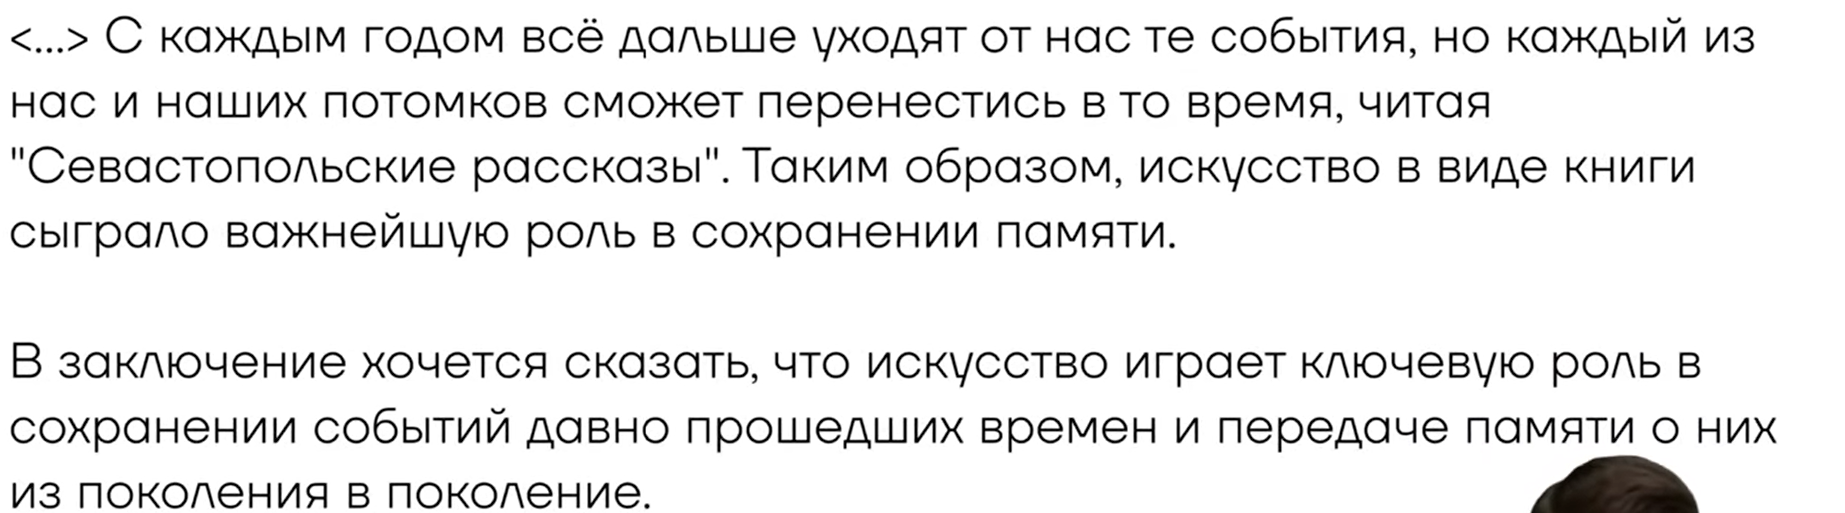 <...> С каждым годом всё дальше уходят от нас те события, но каждый из
нас и наших потомков сможет перенестись в то время, читая
"Севастопольские рассказы". Таким образом, искусство в виде книги
сыграло важнейшую роль в сохранении памяти.
В заключение хочется сказать, что искусство играет ключевую роль в
сохранении событий давно прошедших времен и передаче памяти о них
из поколения в поколение.